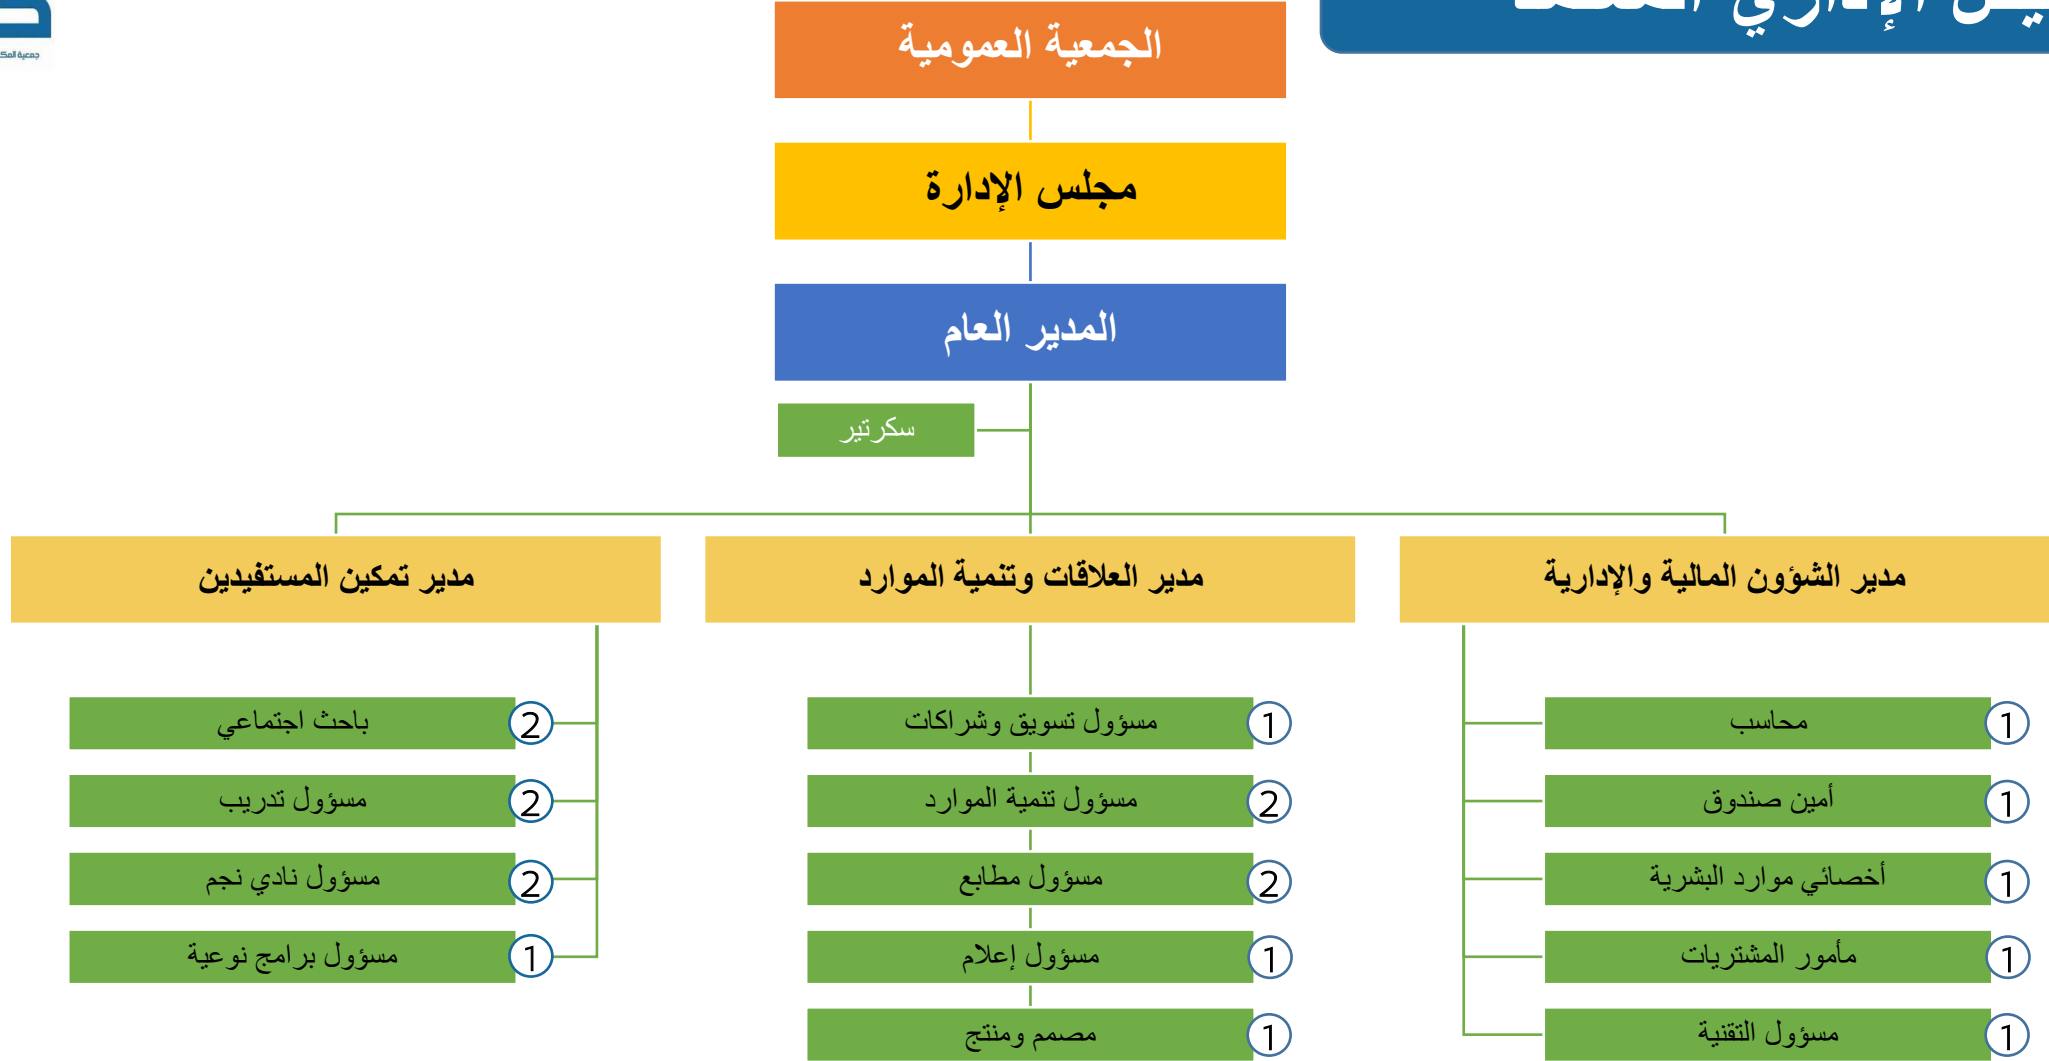 الإداري
جمعية
الجمعية العمومية
مجلس الإدارة
المدير العام
سكرتير
مدير الشؤون المالية والإدارية
مدير العلاقات وتنمية الموارد
مدير تمكين المستفيدين
1 محاسب
1 أمين صندوق
1 أخصائي موارد البشرية
1 مأمور المشتريات
1 مسؤول التقنية
1 مسؤول تسويق وشراكات
2 مسؤول تنمية الموارد
2 مسؤول مطابع
1 مسؤول إعلام
1 مصمم ومنتج
2 باحث اجتماعي
2 مسؤول تدريب
2 مسؤول نادي نجم
1 مسؤول برامج نوعية